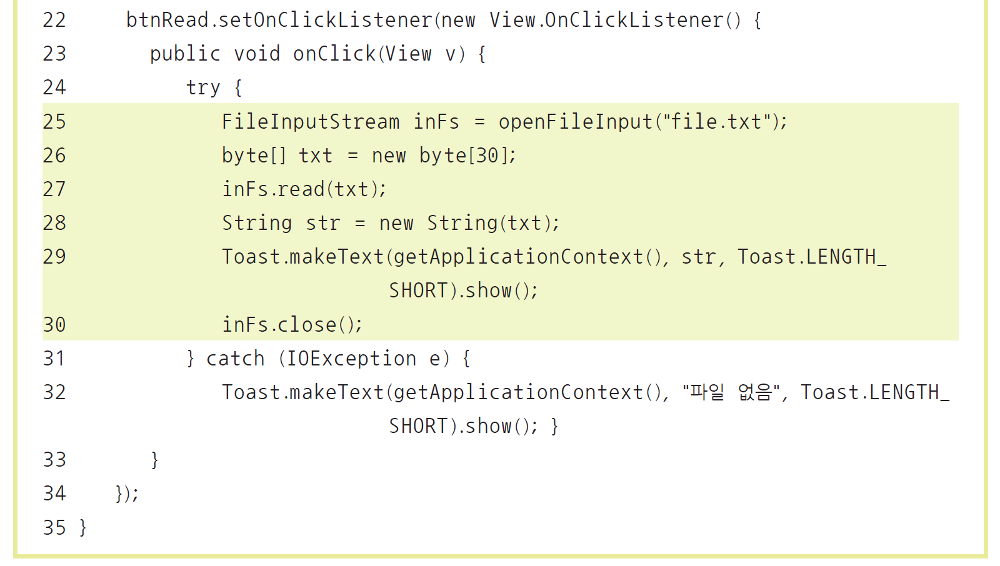 22     btnRead.setOnClickListener(new View.OnClickListener() {
23       public void onClick(View v) {
24          try {
25             FileInputStream inFs = openFileInput("file.txt");
26             byte[] txt = new byte[30];
27             inFs.read(txt);
28             String str = new String(txt);
29             Toast.makeText(getApplicationContext(), str, Toast.LENGTH_
                           SHORT).show();
30             inFs.close();
31          } catch (IOException e) {
32             Toast.makeText(getApplicationContext(), "파일 없음", Toast.LENGTH_
                           SHORT).show(); }
33       }
34    });
35 }